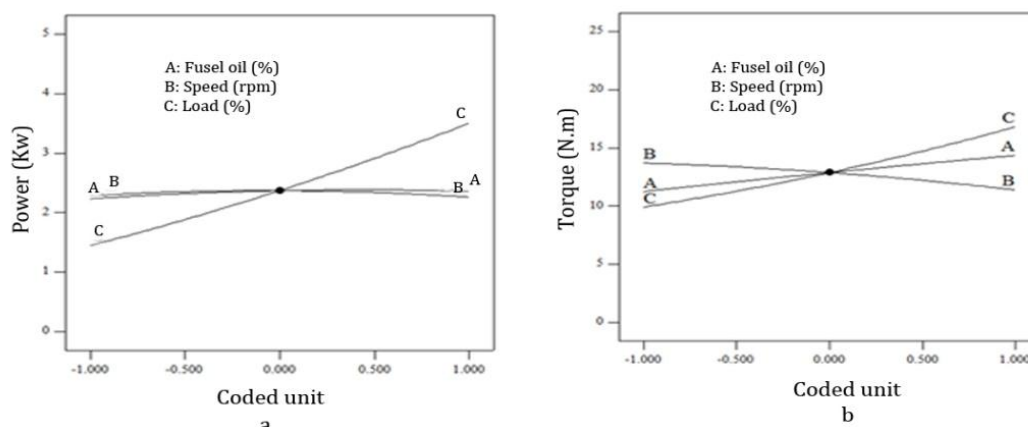 5
4
3
2
1
0
Power (Kw)
A: Fusel oil (%)
B: Speed (rpm)
C: Load (%)
C
A B
B A
C
-1.000 -0.500 0.000 0.500 1.000
Coded unit
a
25
20
15
10
5
0
Torque (N.m)
A: Fusel oil (%)
B: Speed (rpm)
C: Load (%)
C
B
A
A
C
B
-1.000 -0.500 0.000 0.500 1.000
Coded unit
b